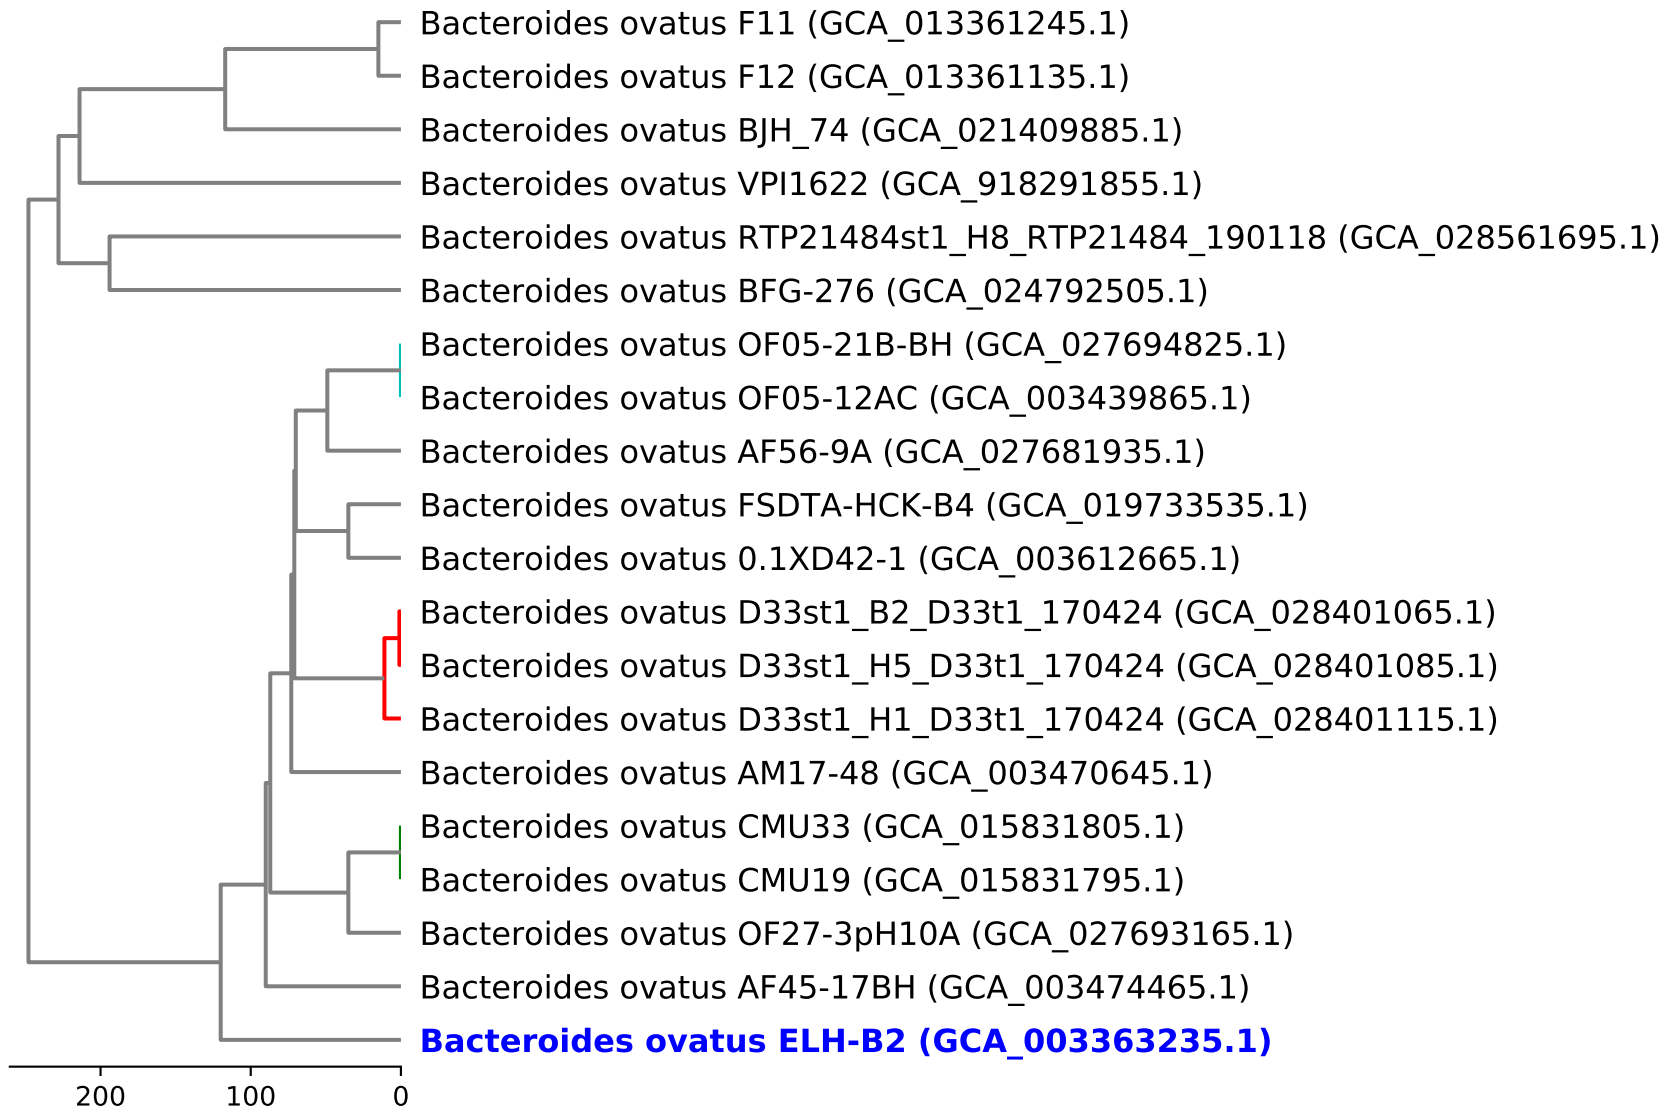 Bacteroides ovatus F11 (GCA_013361245.1)
Bacteroides ovatus F12 (GCA_013361135.1)
Bacteroides ovatus BJH_74 (GCA_021409885.1)
Bacteroides ovatus VPI1622 (GCA_918291855.1)
Bacteroides ovatus RTP21484st1_H8_RTP21484_190118 (GCA_028561695.1)
Bacteroides ovatus BFG-276 (GCA_024792505.1)
Bacteroides ovatus OF05-21B-BH (GCA_027694825.1)
Bacteroides ovatus OF05-12AC (GCA_003439865.1)
Bacteroides ovatus AF56-9A (GCA_027681935.1)
Bacteroides ovatus FSDTA-HCK-B4 (GCA_019733535.1)
Bacteroides ovatus 0.1XD42-1 (GCA_003612665.1)
Bacteroides ovatus D33st1_B2_D33t1_170424 (GCA_028401065.1)
Bacteroides ovatus D33st1_H5_D33t1_170424 (GCA_028401085.1)
Bacteroides ovatus D33st1_H1_D33t1_170424 (GCA_028401115.1)
Bacteroides ovatus AM17-48 (GCA_003470645.1)
Bacteroides ovatus CMU33 (GCA_015831805.1)
Bacteroides ovatus CMU19 (GCA_015831795.1)
Bacteroides ovatus OF27-3pH10A (GCA_027693165.1)
Bacteroides ovatus AF45-17BH (GCA_003474465.1)
Bacteroides ovatus ELH-B2 (GCA_003363235.1)
200 100 0